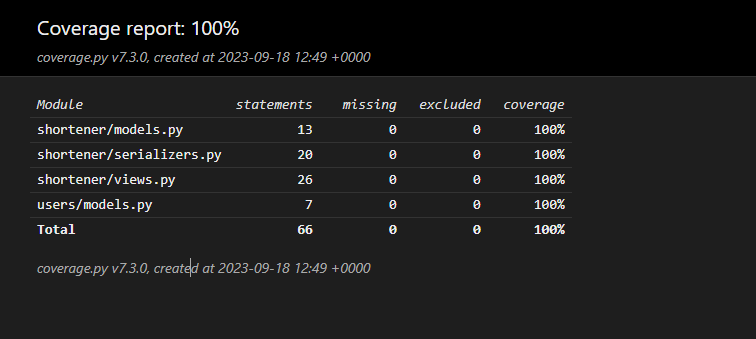 Coverage report: 100%
coverage.py v7.3.0, created at 2023-09-18 12:49 +0000
Module statements missing excluded coverage
shortener/models.py 13 0 0 100%
shortener/serializers.py 20 0 0 100%
shortener/views.py 26 0 0 100%
users/models.py 7 0 0 100%
Total 66 0 0 100%
coverage.py v7.3.0, created at 2023-09-18 12:49 +0000